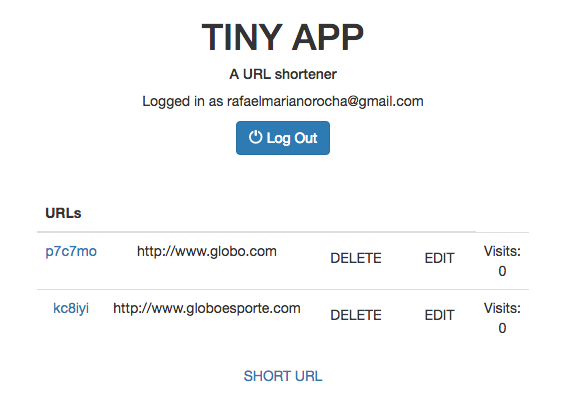 TINY APP
A URL shortener
Logged in as rafaelmarianorocha@gmail.com
Log Out
URLs
p7c7mo http://www.globo.com DELETE EDIT Visits: 0
kc8iyi http://www.globoesporte.com DELETE EDIT Visits: 0
SHORT URL